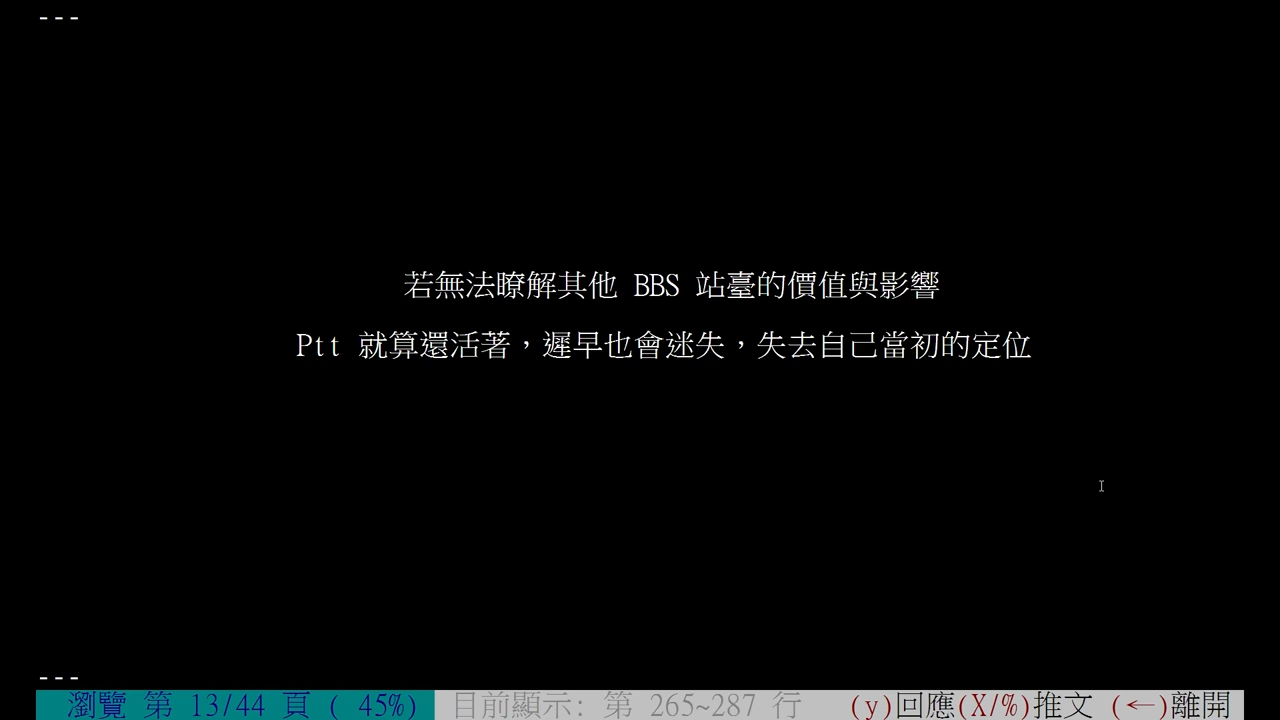 ---
若無法瞭解其他 BBS 站臺的價值與影響
Ptt 就算還活著，遲早也會迷失，失去自己當初的定位
---
瀏覽 第 13/44 頁 ( 45%) 目前顯示: 第 265~287 行 (y)回應(X/%)推文 (←)離開